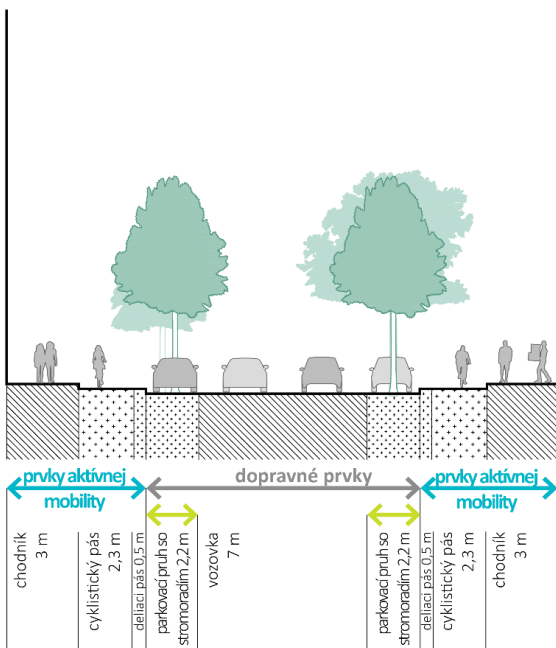 prvky aktívnej
mobility
dopravné prvky
prvky aktívnej
mobility
chodník
3 m
cyklistický pás
2,3 m
deliaci pás 0,5 m
parkovací pruh so
stromoradím 2,2 m
vozovka
7 m
parkovací pruh so
stromoradím 2,2 m
deliaci pás 0,5 m
cyklistický pás
2,3 m
chodník
3 m